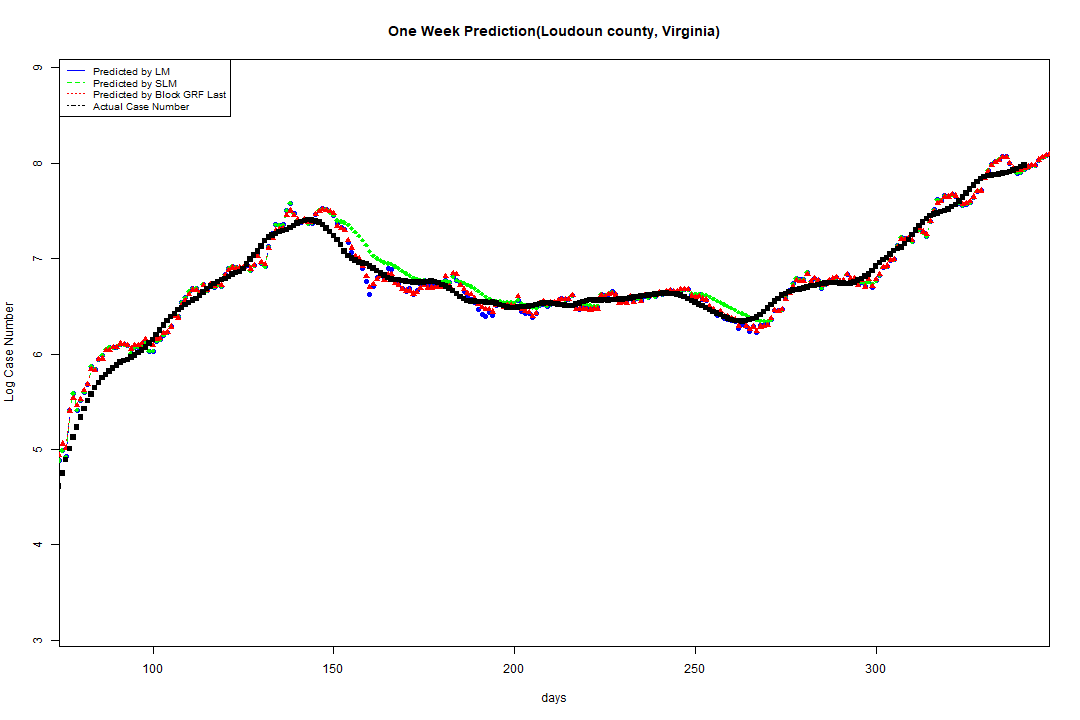 One Week Prediction(Loudoun county, Virginia)
Predicted by LM
Predicted by SLM
Predicted by Block GRF Last
Actual Case Number
9
8
7
6
5
4
3
Log Case Number
100 150 200 250 300
days